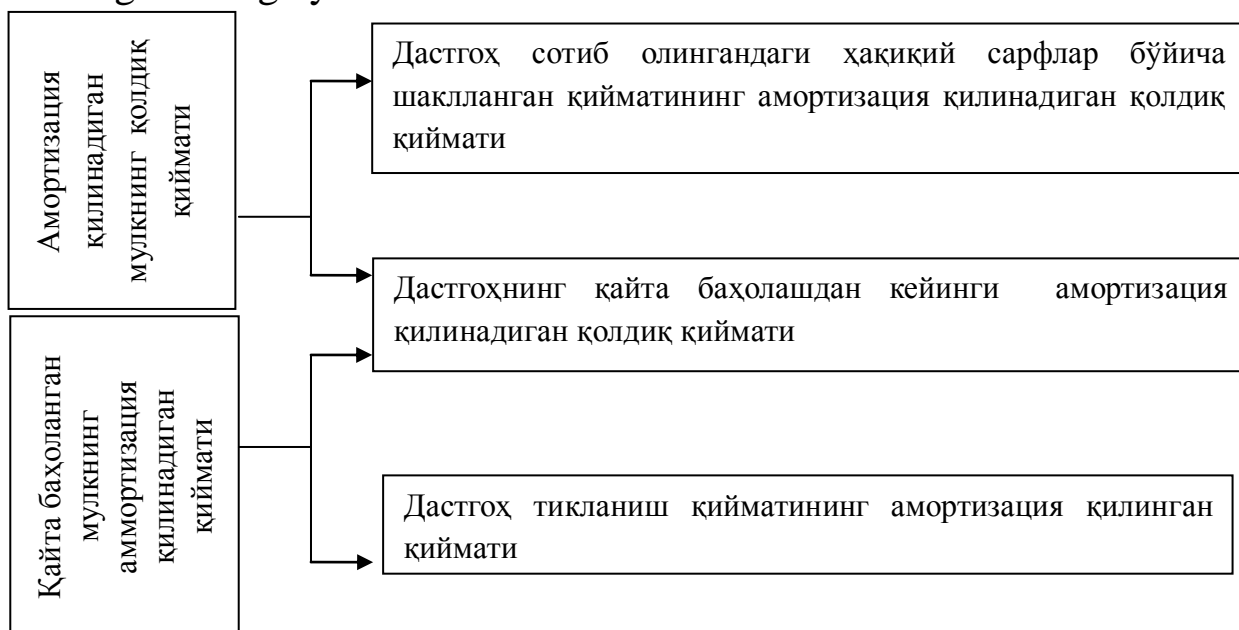 Амортизация
қилинадиган
мулкнинг қолдиқ
қиймати
Дастгоҳ сотиб олингандаги ҳақиқий сарфлар бўйича
шаклланган қийматининг амортизация қилинадиган қолдиқ
қиймати
Дастгоҳнинг қайта баҳолашдан кейинги амортизация
қилинадиган қолдиқ қиймати
Қайта баҳоланган
мулкнинг
аммортизация
қилинадиган
қиймати
Дастгоҳ тикланиш қийматининг амортизация қилинган
қиймати